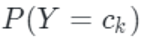 P(Y = c_k)